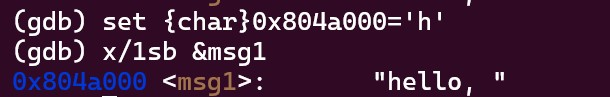 (gdb) set {char}0x804a000='h'
(gdb) x/1sb &msg1
0x804a000 <msg1>:       "hello, "